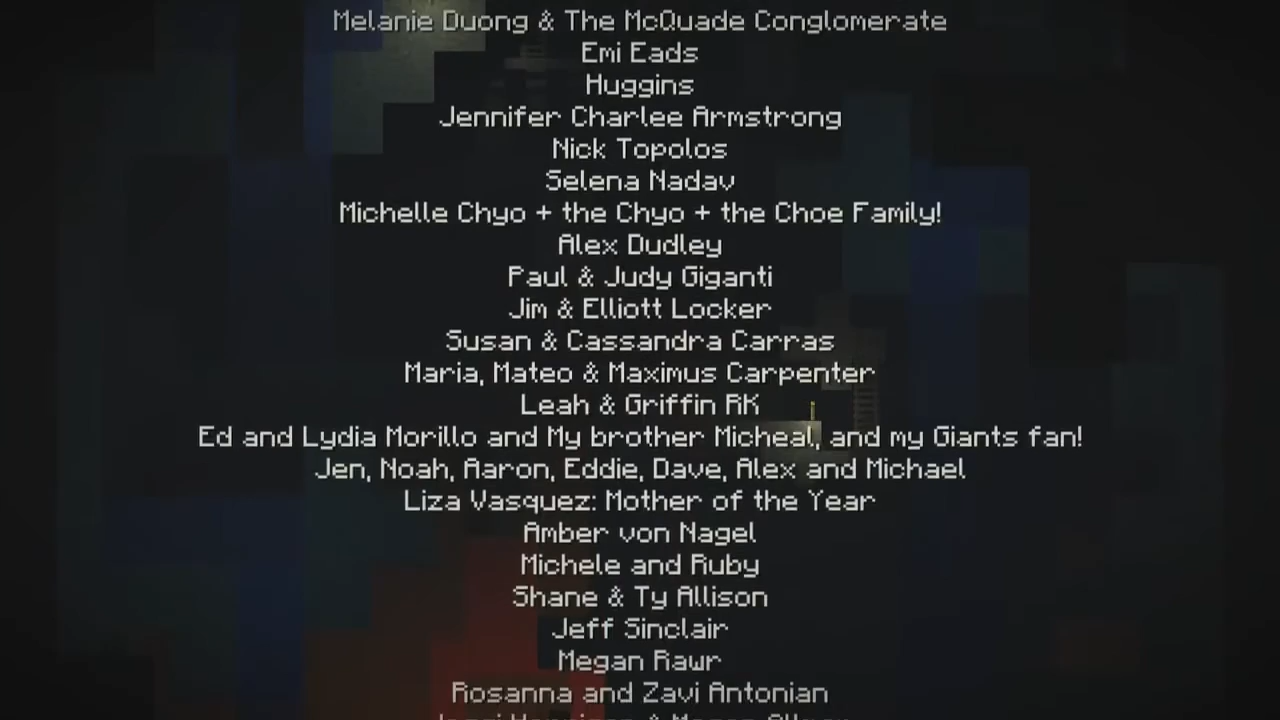 Melanie Duong & The McQuade Conglomerate
Emi Eads
Huggins
Jennifer Charlee Armstrong
Nick Topolos
Selena Nadav
Michelle Chyo + the Chyo + the Choe Family!
Alex Dudley
Paul & Judy Giganti
Jim & Elliott Locker
Susan & Cassandra Carras
Maria, Mateo & Maximus Carpenter
Leah & Griffin RK
Ed and Lydia Morillo and My brother Micheal, and my Giants fan!
Jen, Noah, Aaron, Eddie, Dave, Alex and Michael
Liza Vasquez: Mother of the Year
Amber von Nagel
Michele and Ruby
Shane & Ty Allison
Jeff Sinclair
Megan Rawr
Rosanna and Zavi Antonian